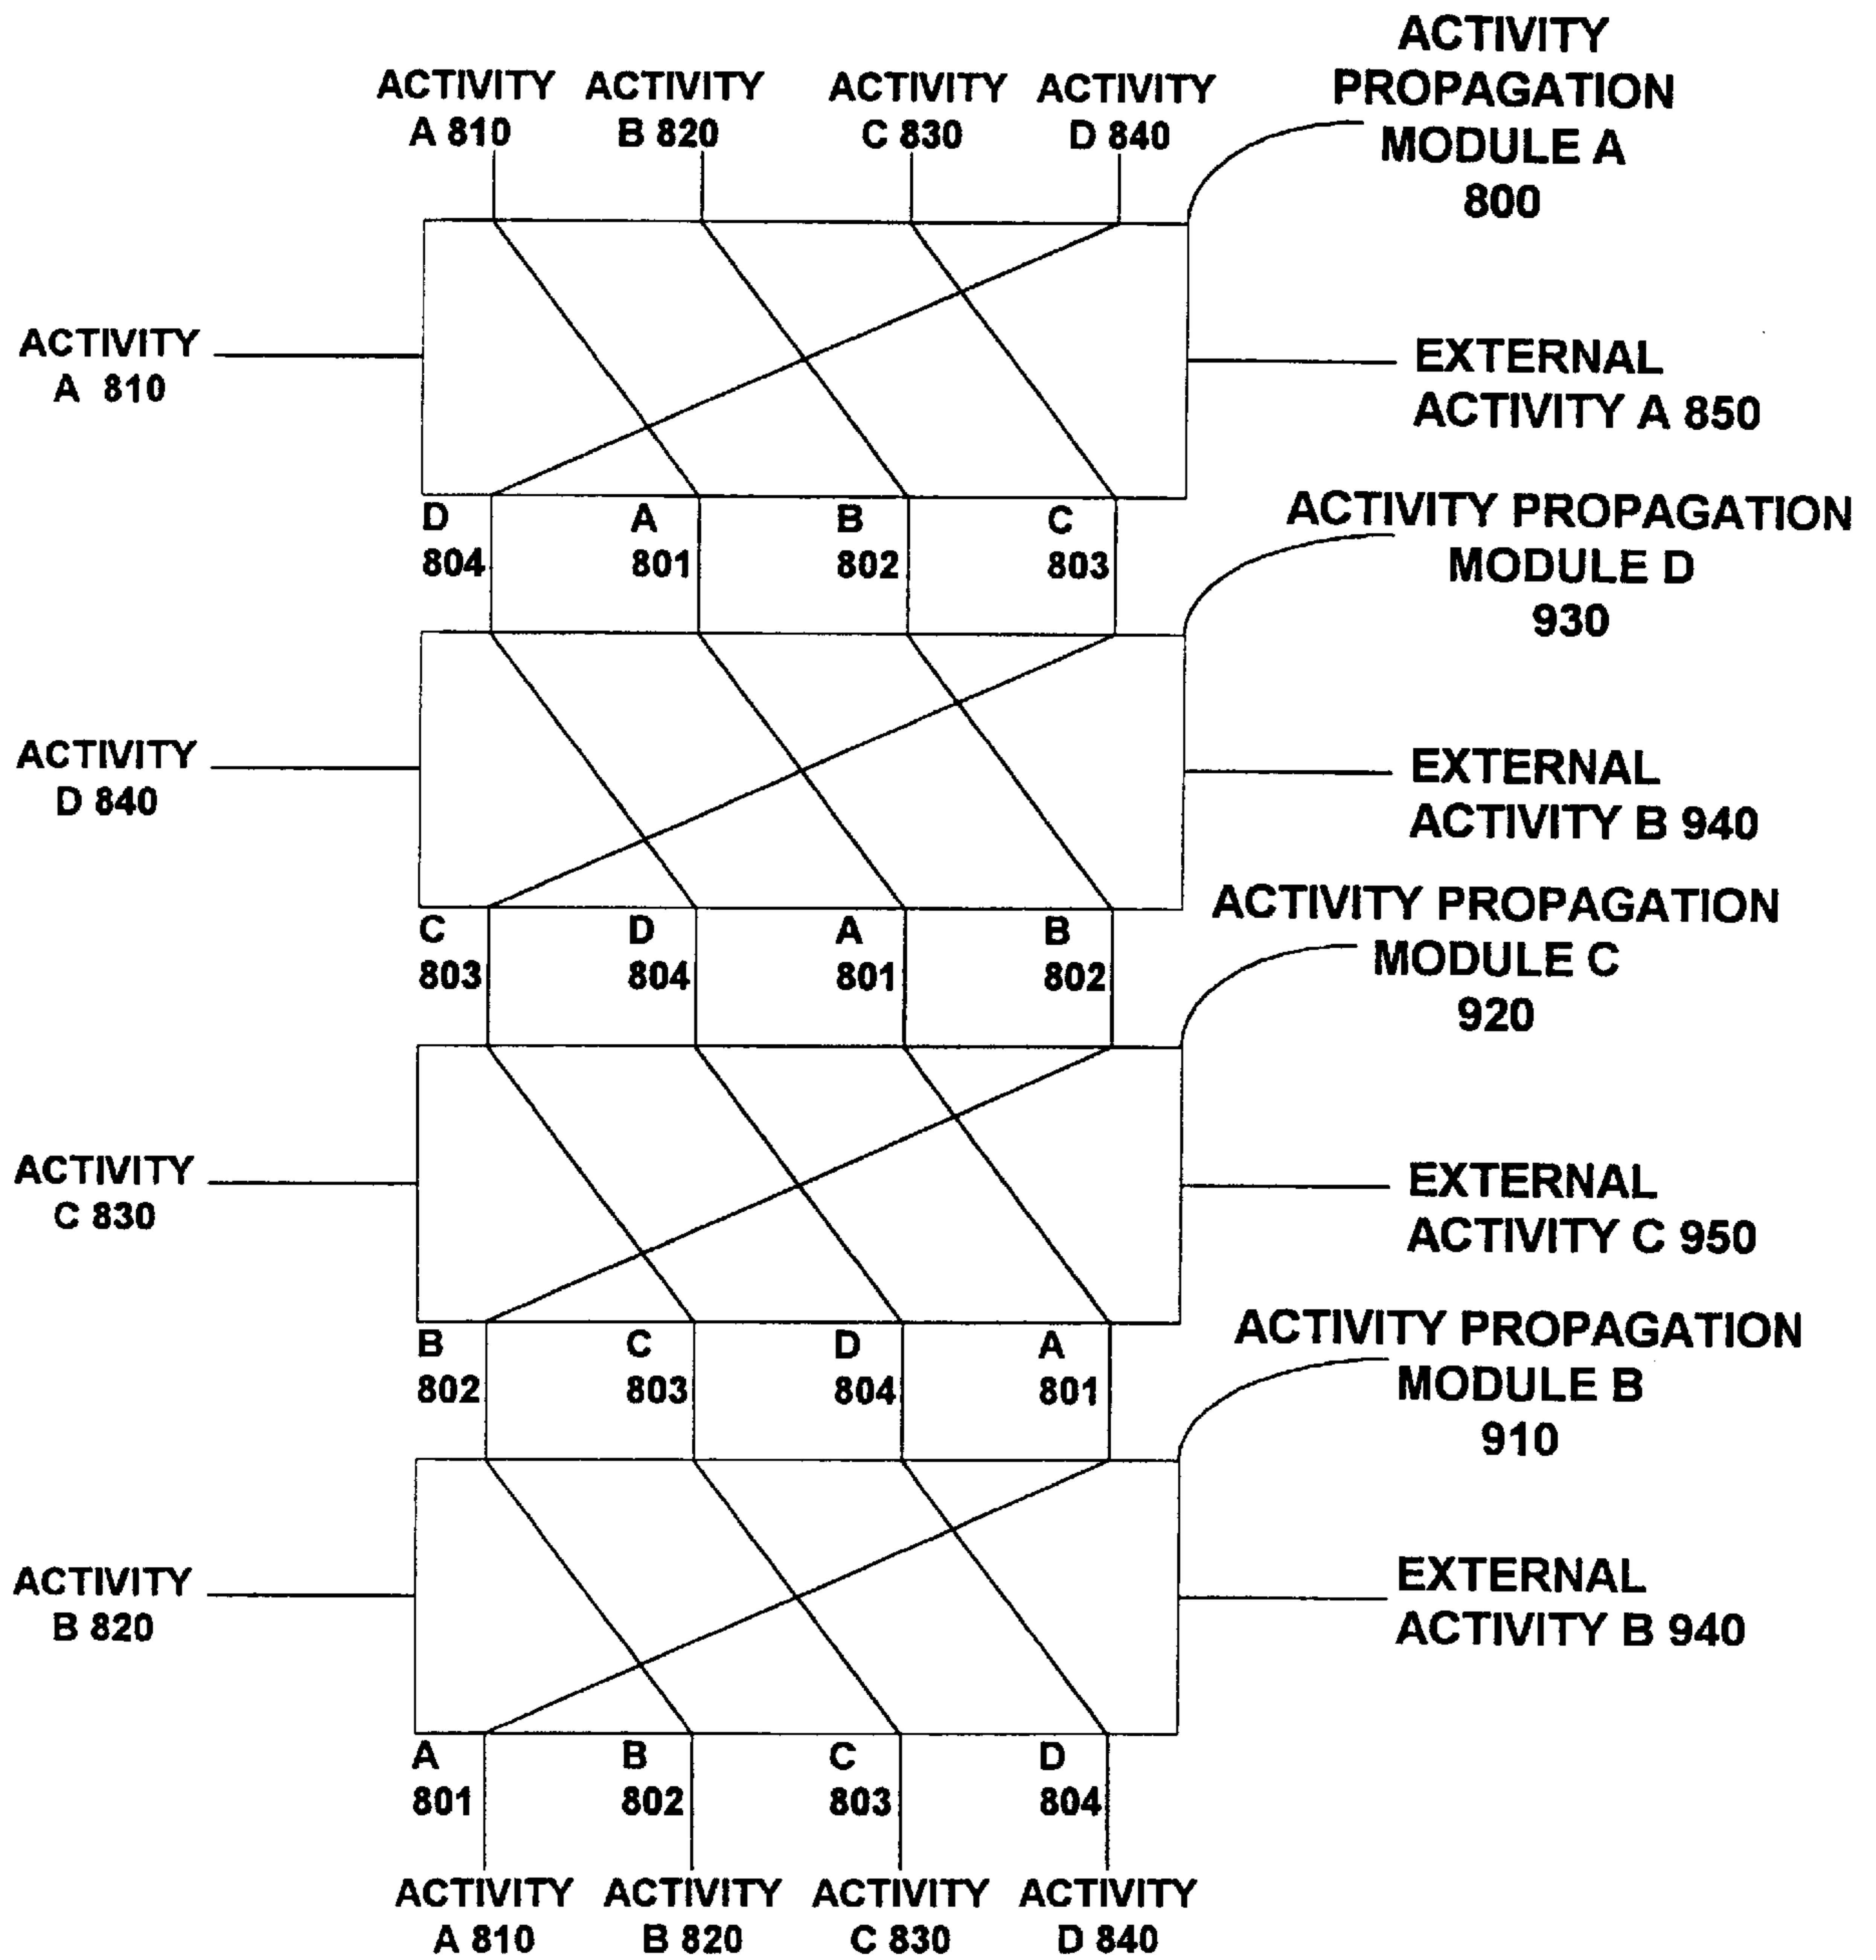 ACTIVITY
PROPAGATION
MODULE A
800
ACTIVITY
A 810
ACTIVITY
B 820
ACTIVITY
C 830
ACTIVITY
D 840
ACTIVITY
A 810
EXTERNAL
ACTIVITY A 850
D
804
A
801
B
802
C
803
ACTIVITY PROPAGATION
MODULE D
930
ACTIVITY
D 840
EXTERNAL
ACTIVITY B 940
C
803
D
804
A
801
B
802
ACTIVITY PROPAGATION
MODULE C
920
ACTIVITY
C 830
EXTERNAL
ACTIVITY C 950
B
802
C
803
D
804
A
801
ACTIVITY PROPAGATION
MODULE B
910
ACTIVITY
B 820
EXTERNAL
ACTIVITY B 940
A
801
B
802
C
803
D
804
ACTIVITY
A 810
ACTIVITY
B 820
ACTIVITY
C 830
ACTIVITY
D 840